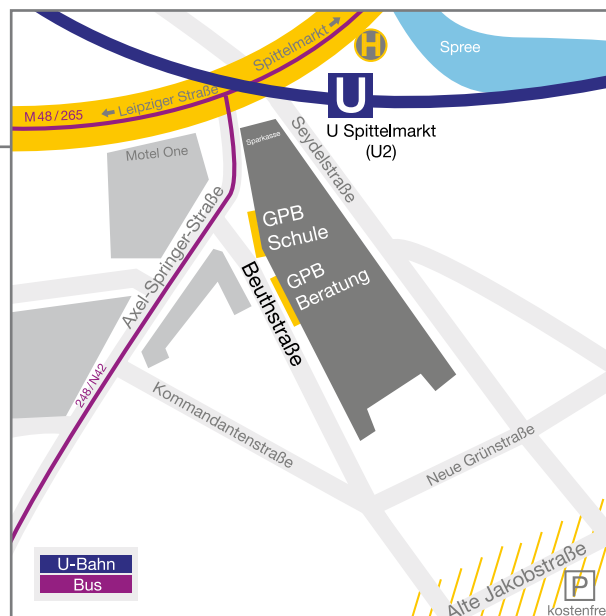 Spittelmarkt →
H
Spree
M48/265
← Leipziger Straße
U
U Spittelmarkt
(U2)
Motel One
Sparkasse
Seydelstraße
GPB
Schule
GPB
Beratung
Axel-Springer-Straße
Beuthstraße
248/N42
Kommandantenstraße
Neue Grünstraße
U-Bahn
Bus
Alte Jakobstraße
P
kostenfre